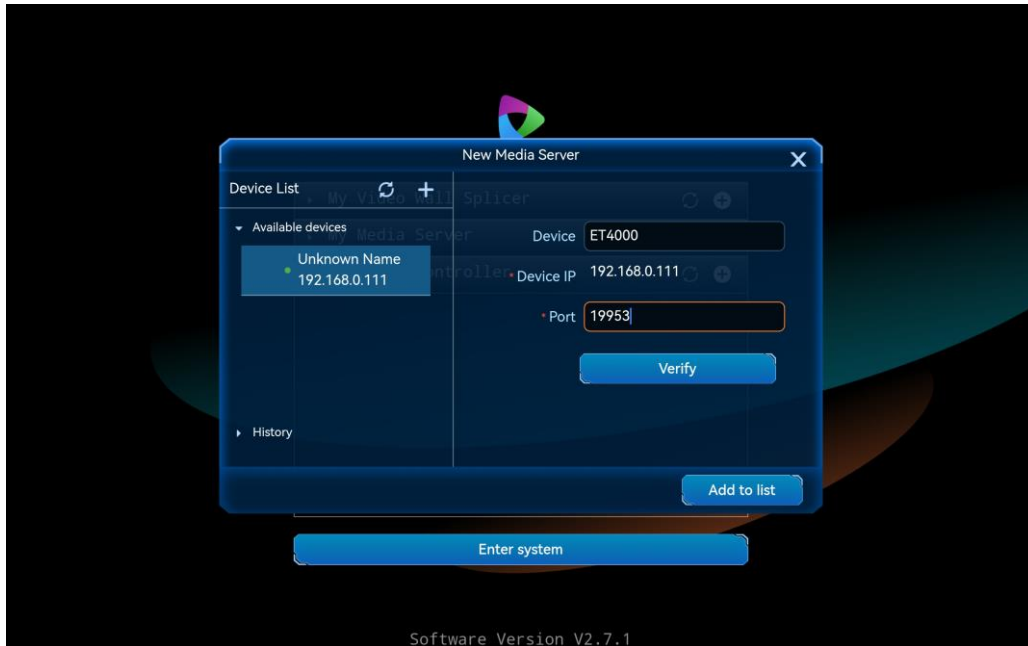 New Media Server
X
Device List
My Video Wall Splicer
Available devices
My Media Server
Device ET4000
Unknown Name
192.168.0.111
* Device IP 192.168.0.111
* Port 19953
Verify
History
Add to list
Enter system
Software Version V2.7.1